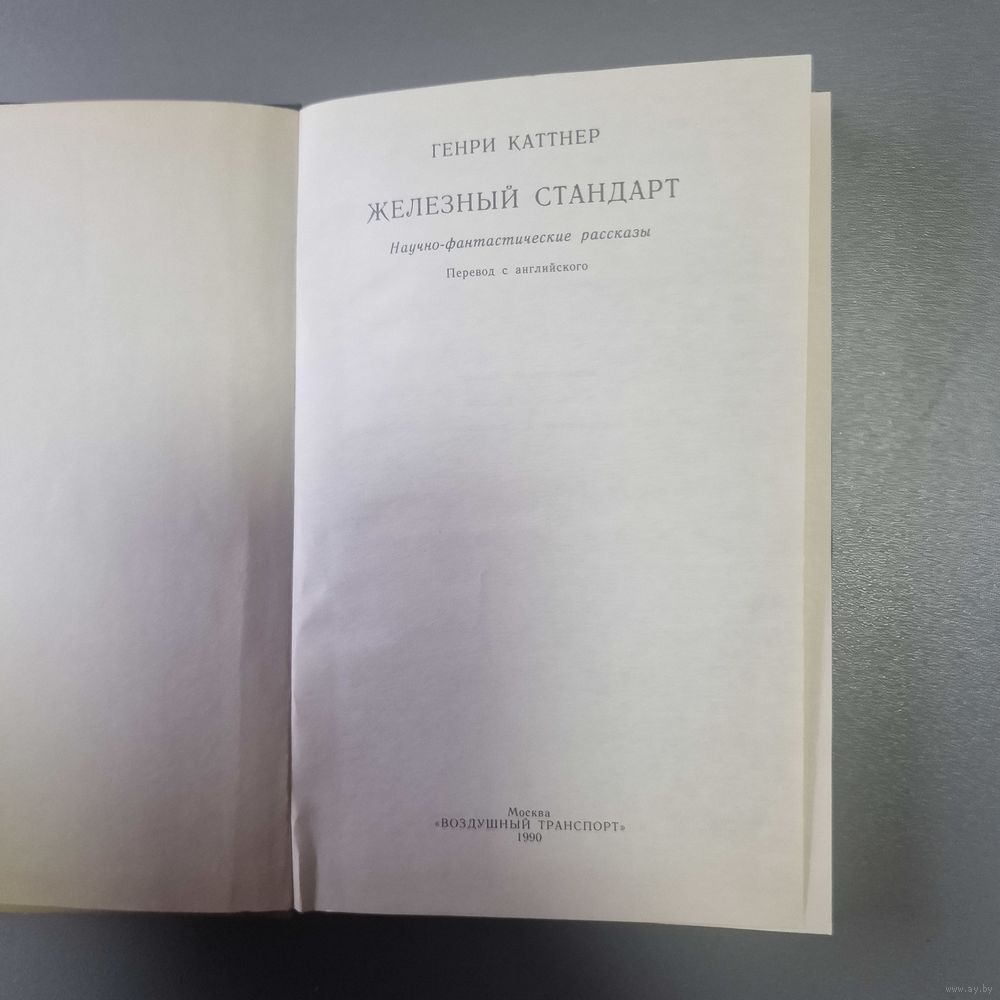 ГЕНРИ КАТТНЕР
ЖЕЛЕЗНЫЙ СТАНДАРТ
Научно-фантастические рассказы
Перевод с английского
Москва
«ВОЗДУШНЫЙ ТРАНСПОРТ»
1990
www.ay.by